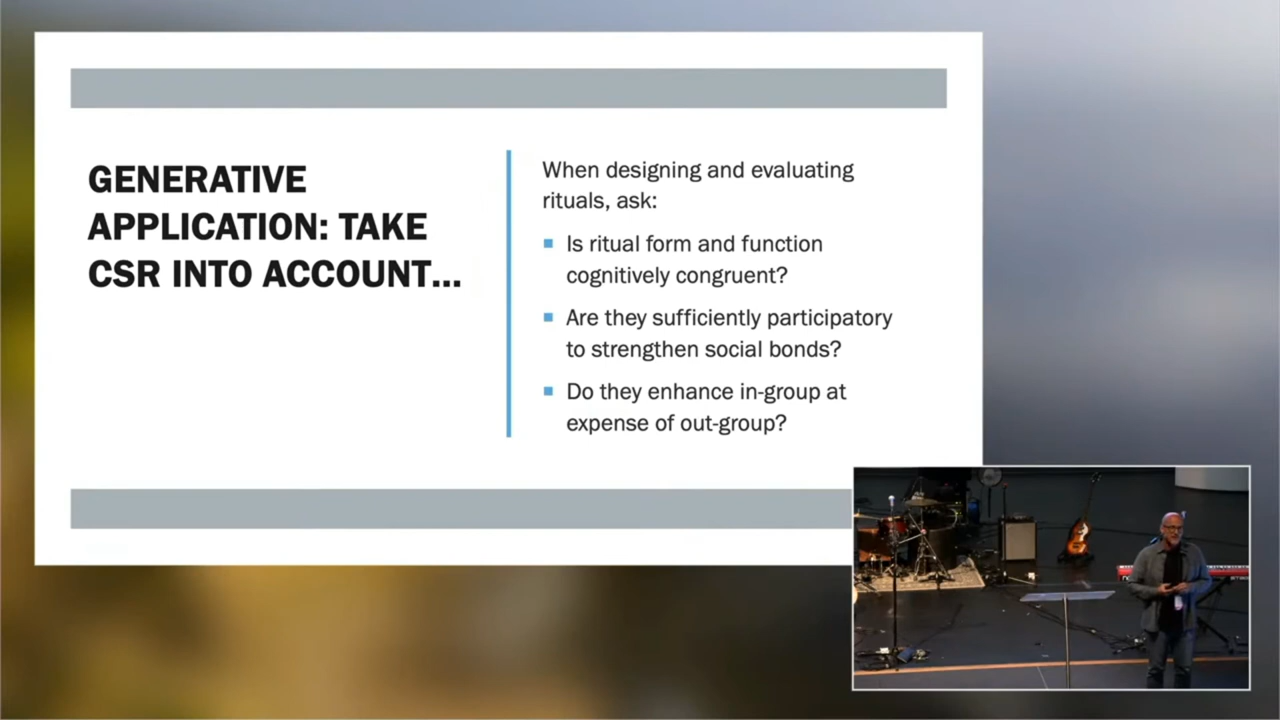 GENERATIVE
APPLICATION: TAKE
CSR INTO ACCOUNT...
When designing and evaluating
rituals, ask:
Is ritual form and function
cognitively congruent?
Are they sufficiently participatory
to strengthen social bonds?
Do they enhance in-group at
expense of out-group?